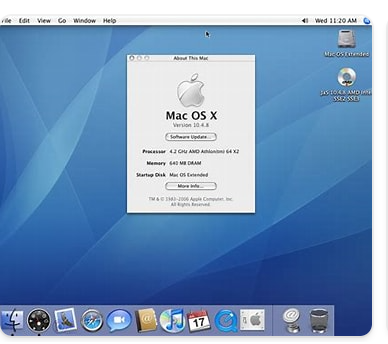 File Edit View Go Window Help Wed 11:20 AM
About This Mac
Mac OS Extended
Mac OS X
Version 10.4.8
JaS 10.4.8 AMD Intel
SSE2 SSE3
Software Update...
Processor 4.2 GHz AMD Athlon(tm) 64 X2
Memory 640 MB DRAM
Startup Disk Mac OS Extended
More Info...
TM & © 1983-2006 Apple Computer, Inc.
All Rights Reserved.
17